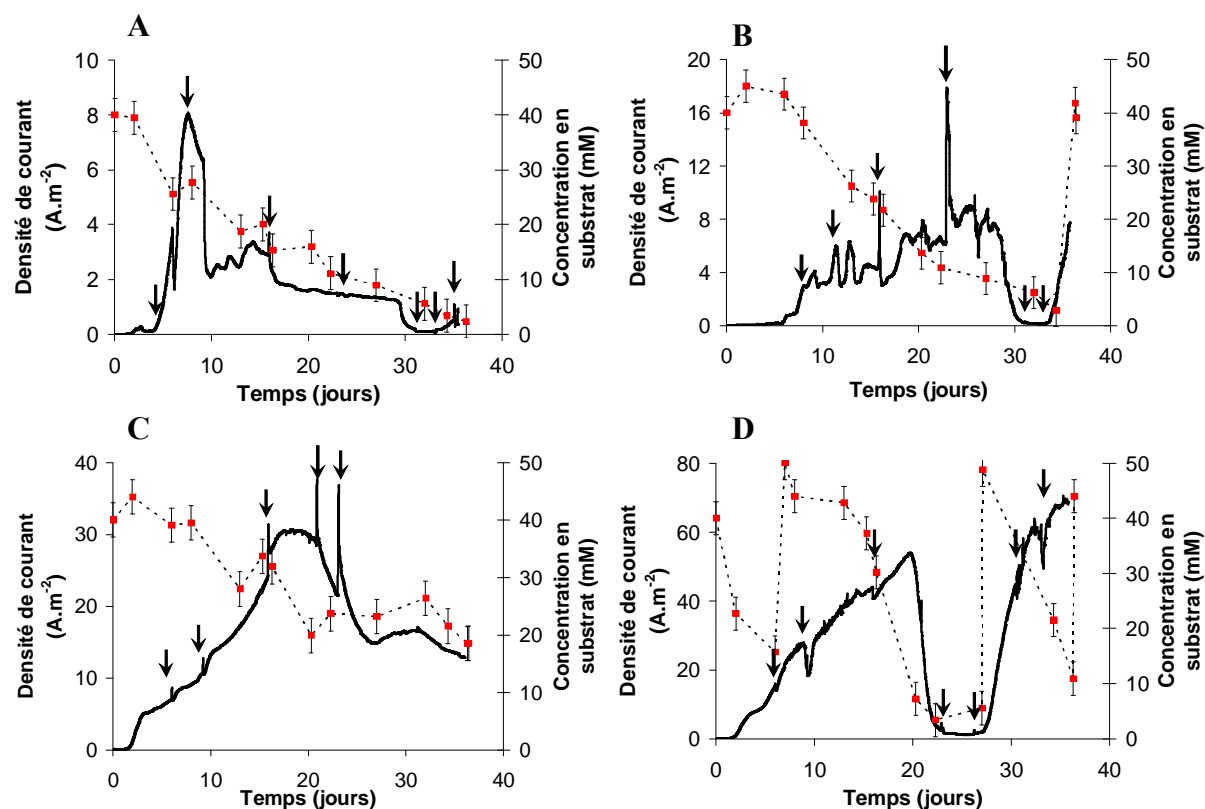 A
10
8
6
4
2
0
50
40
30
20
10
0
0 10 20 30 40
Densité de courant
(A.m-2)
Concentration en
substrat (mM)
Temps (jours)
B
20
16
12
8
4
0
50
40
30
20
10
0
0 10 20 30 40
Densité de courant
(A.m-2)
Concentration en
substrat (mM)
Temps (jours)
C
40
30
20
10
0
50
40
30
20
10
0
0 10 20 30 40
Densité de courant
(A.m-2)
Concentration en
substrat (mM)
Temps (jours)
D
80
60
40
20
0
50
40
30
20
10
0
0 10 20 30 40
Densité de courant
(A.m-2)
Concentration en
substrat (mM)
Temps (jours)